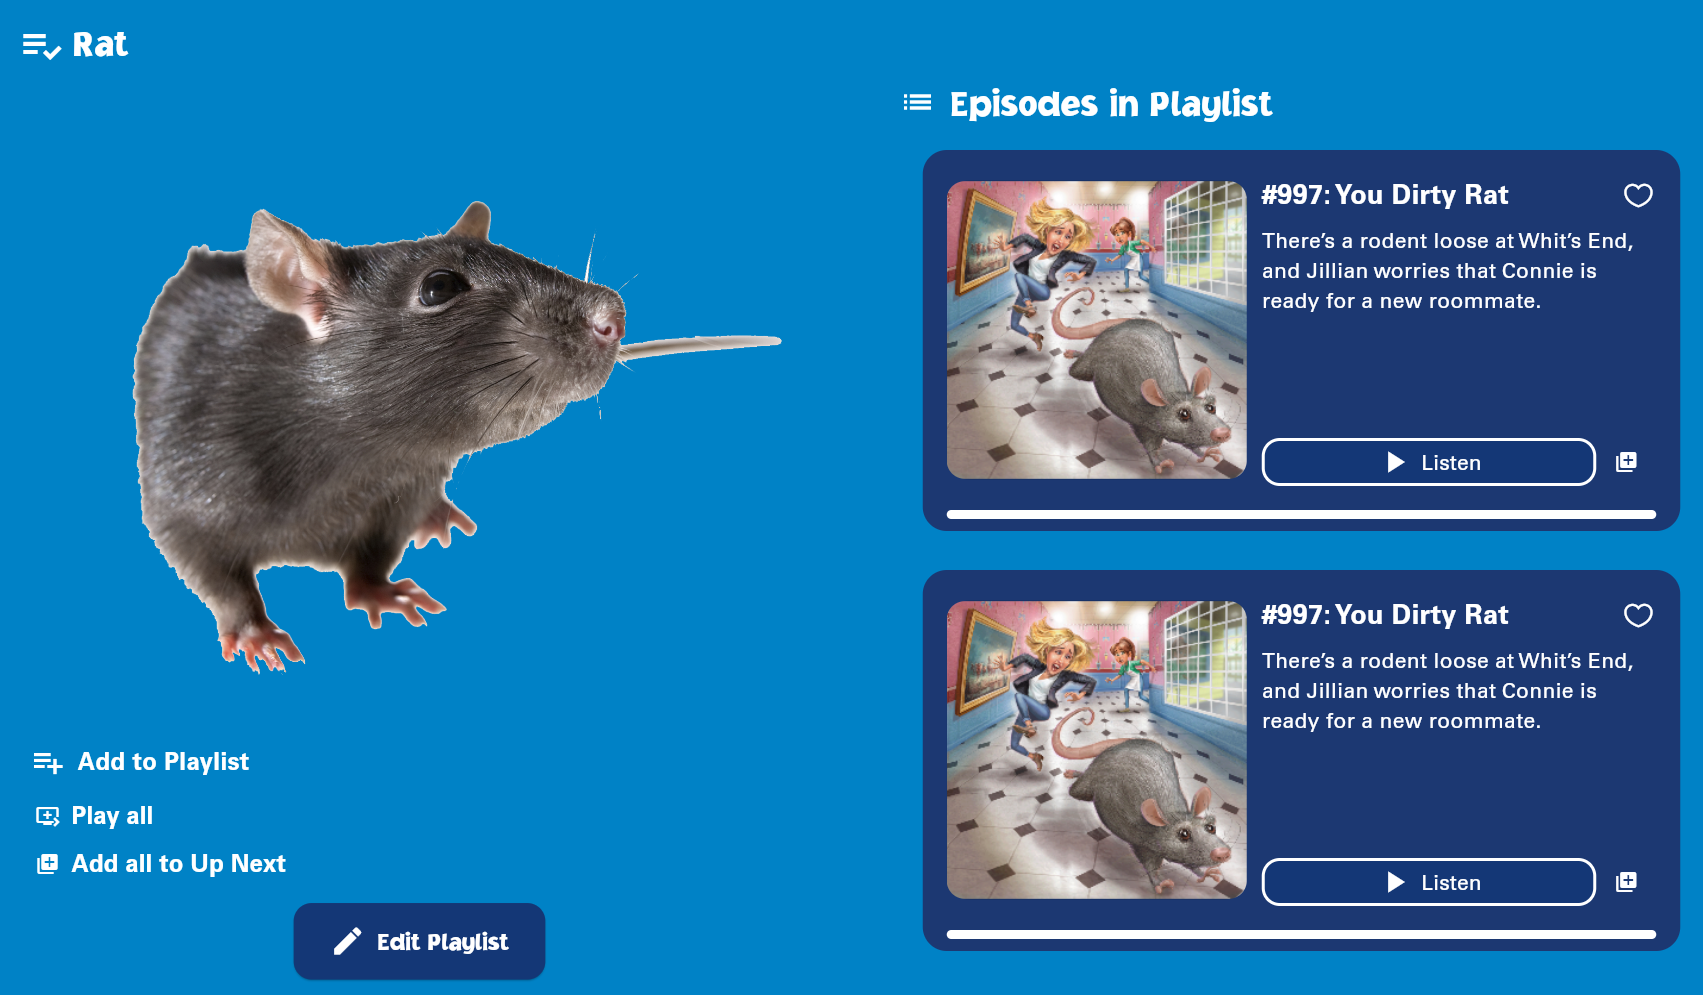 Rat
Episodes in Playlist
#997: You Dirty Rat
There's a rodent loose at Whit's End,
and Jillian worries that Connie is
ready for a new roommate.
Listen
#997: You Dirty Rat
There's a rodent loose at Whit's End,
and Jillian worries that Connie is
ready for a new roommate.
Listen
Add to Playlist
Play all
Add all to Up Next
Edit Playlist